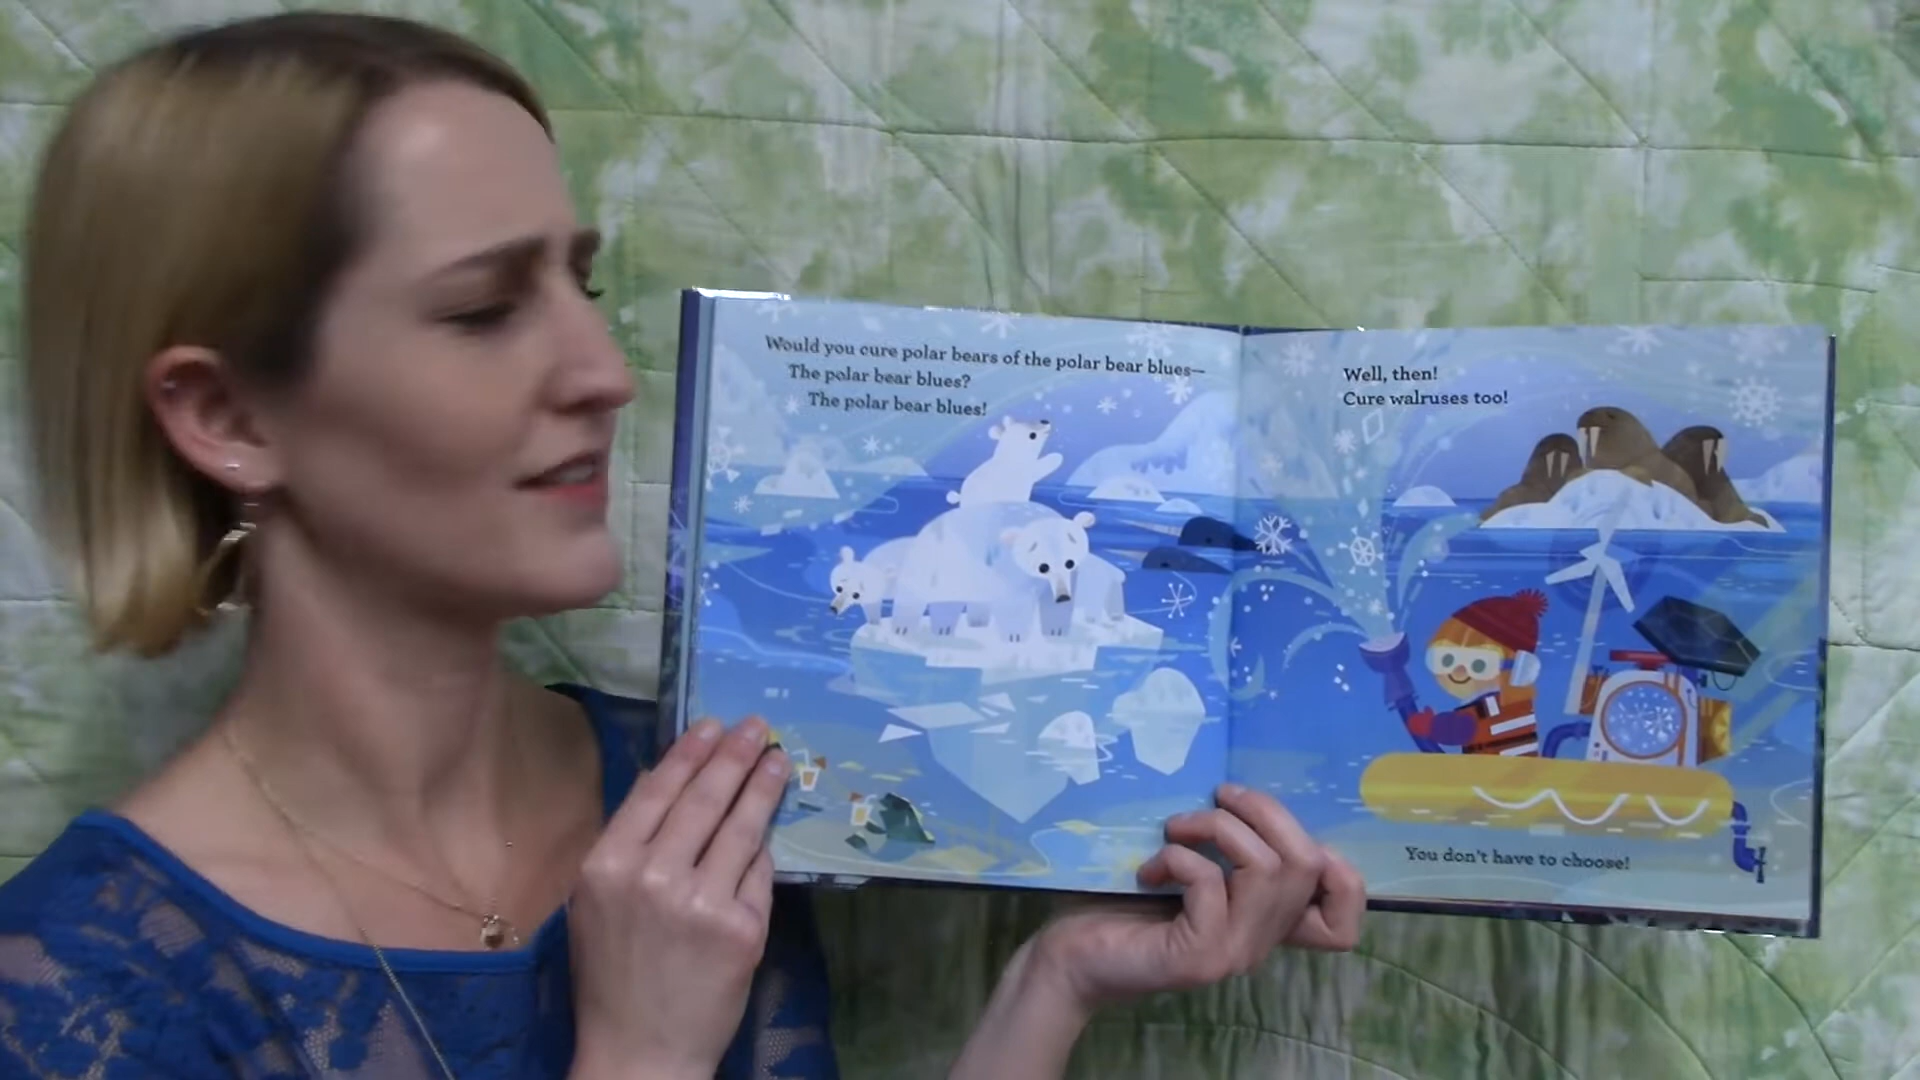 Would you cure polar bears of the polar bear blues—
The polar bear blues?
The polar bear blues!
Well, then!
Cure walruses too!
You don't have to choose!